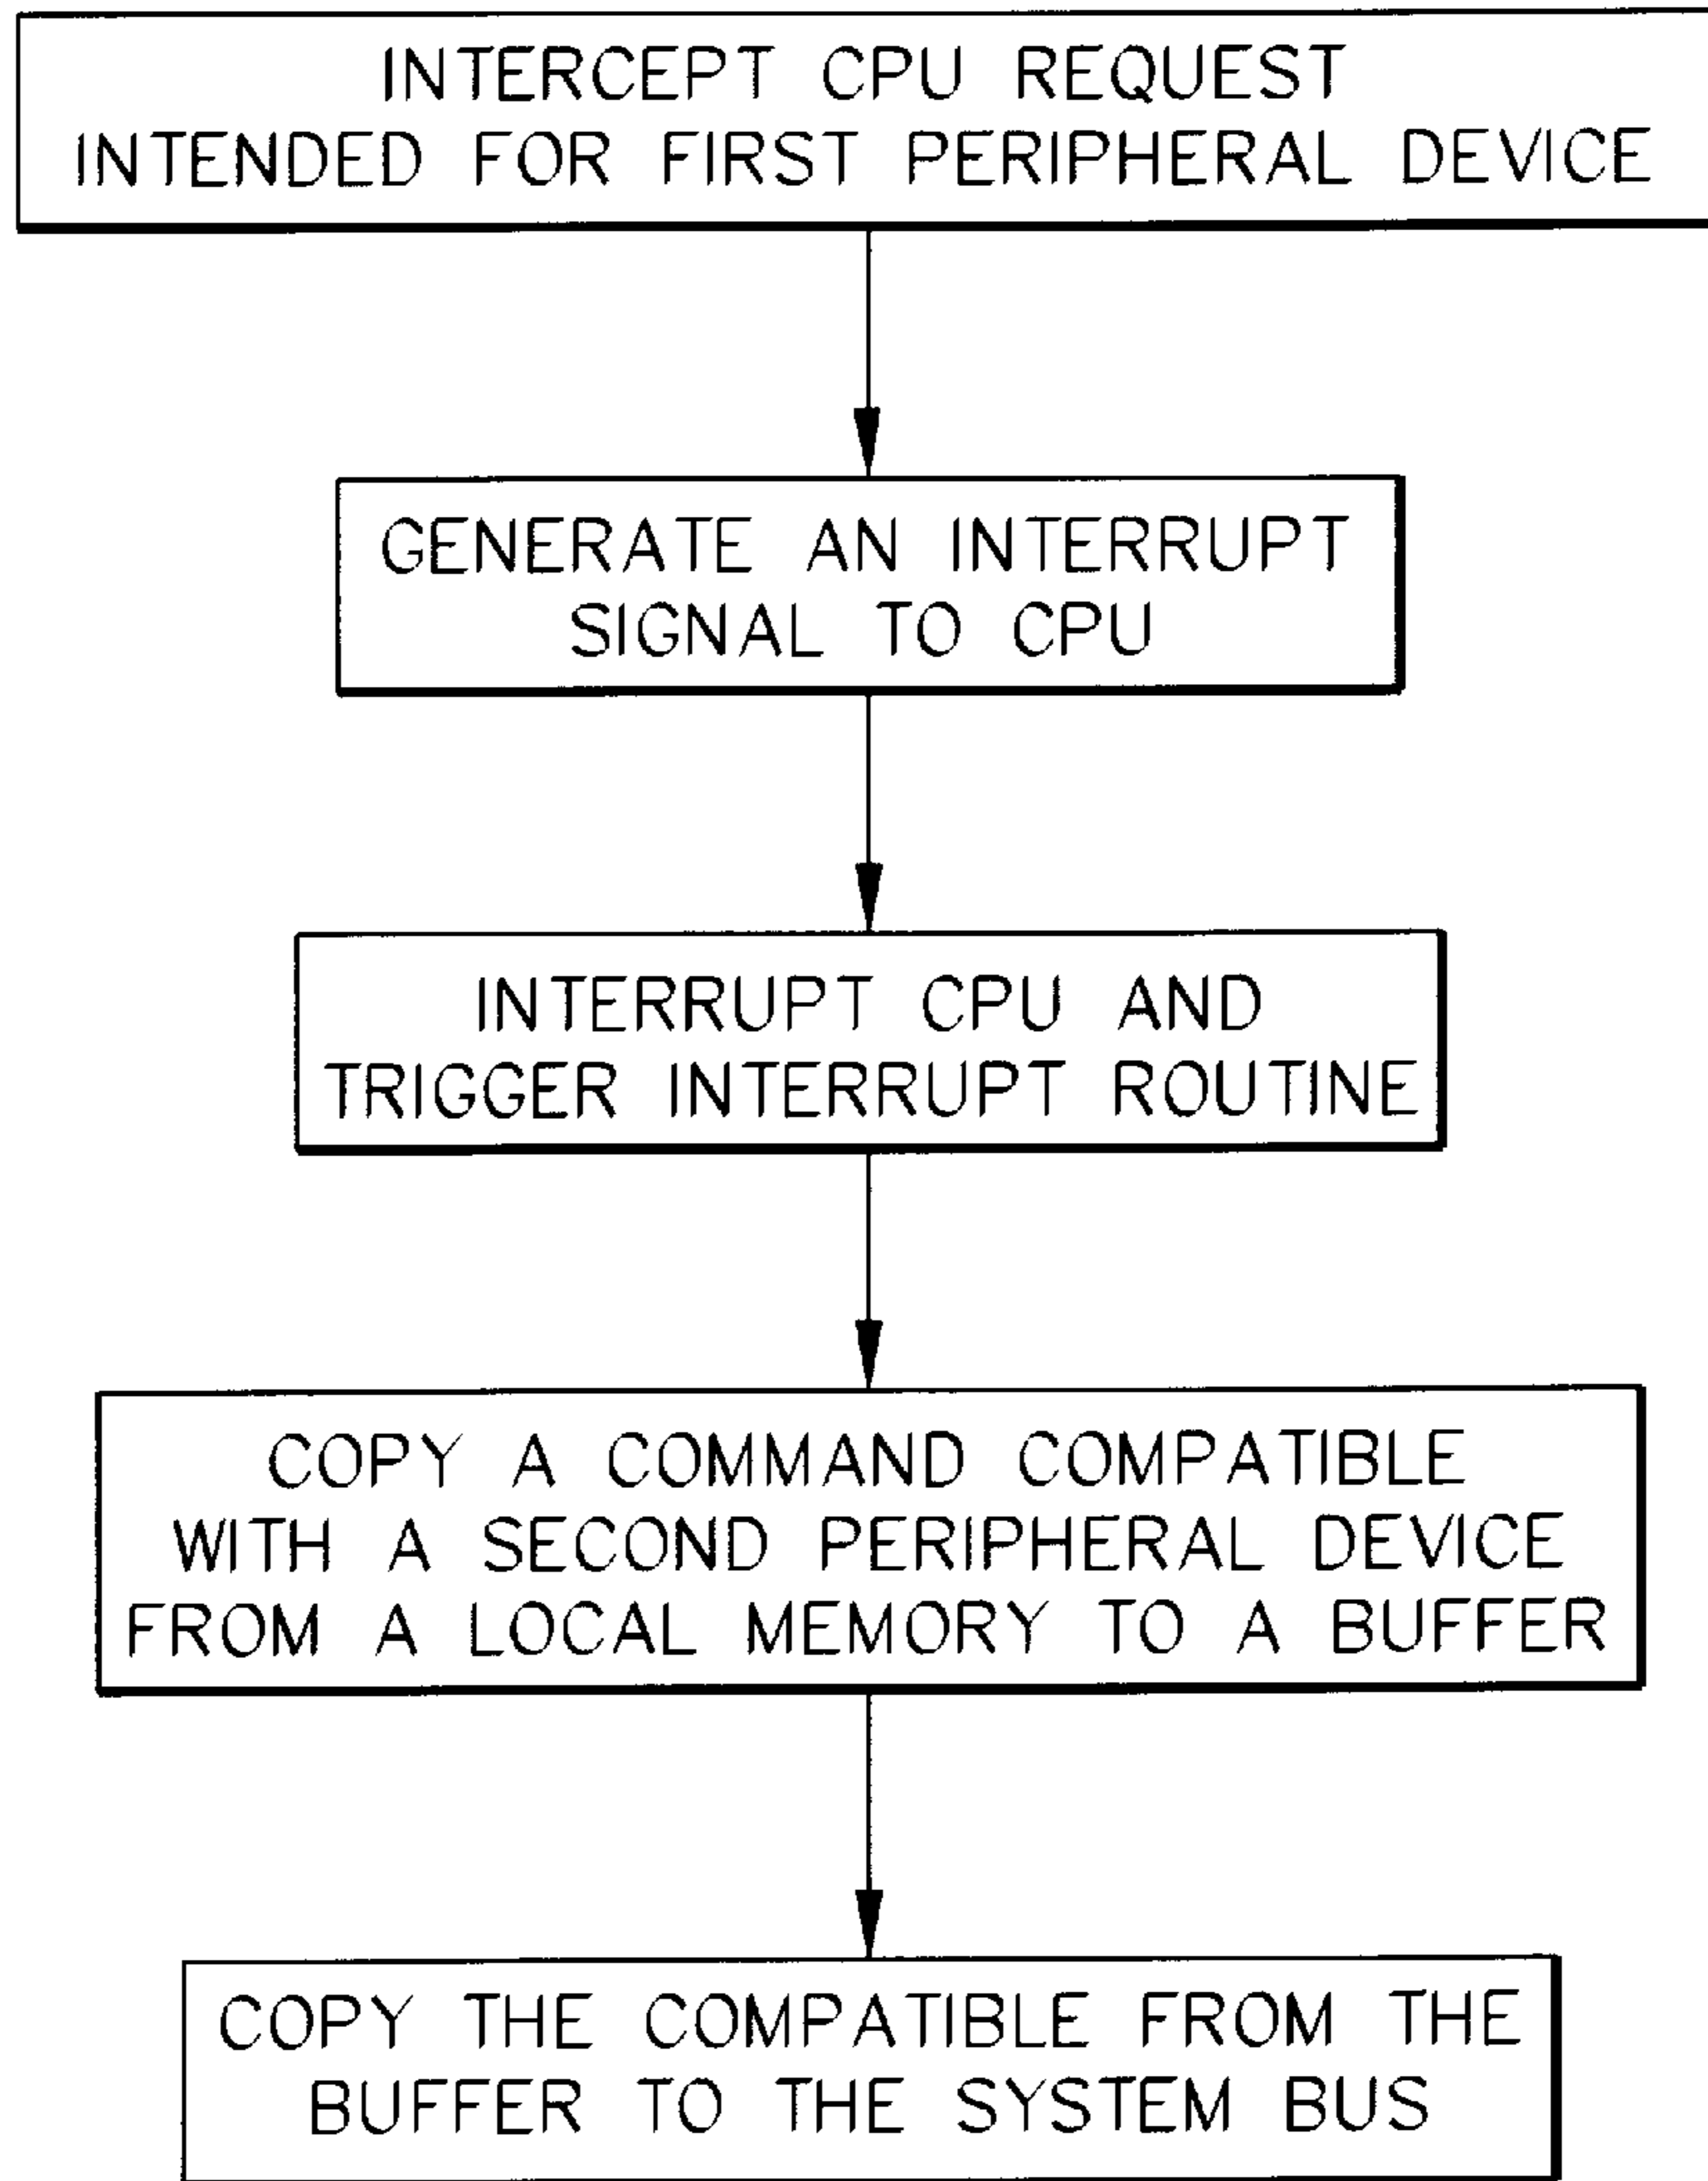 INTERCEPT CPU REQUEST
INTENDED FOR FIRST PERIPHERAL DEVICE
GENERATE AN INTERRUPT
SIGNAL TO CPU
INTERRUPT CPU AND
TRIGGER INTERRUPT ROUTINE
COPY A COMMAND COMPATIBLE
WITH A SECOND PERIPHERAL DEVICE
FROM A LOCAL MEMORY TO A BUFFER
COPY THE COMPATIBLE FROM THE
BUFFER TO THE SYSTEM BUS